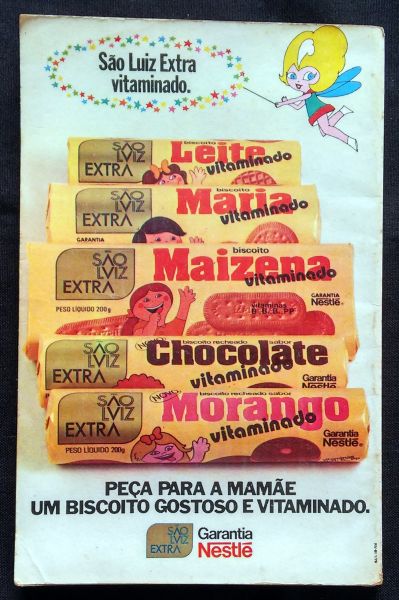 São Luiz Extra
vitaminado.
SÃO
LVIZ
EXTRA
biscoito
Leite
vitaminado
SÃO
LVIZ
EXTRA
GARANTIA
biscoito
Maria
vitaminado
SÃO
LVIZ
EXTRA
PESO LÍQUIDO 200g
biscoito
Maizena
vitaminado
vitaminas
GARANTIA
Nestlé
SÃO
LVIZ
EXTRA
NOVO
biscoito recheado sabor
Chocolate
vitaminado
Garantia
Nestlé
SÃO
LVIZ
EXTRA
PESO LÍQUIDO 200g
NOVO
biscoito recheado sabor
Morango
vitaminado
Garantia
Nestlé
PEÇA PARA A MAMÃE
UM BISCOITO GOSTOSO E VITAMINADO.
SÃO
LVIZ
EXTRA
Garantia
Nestlé